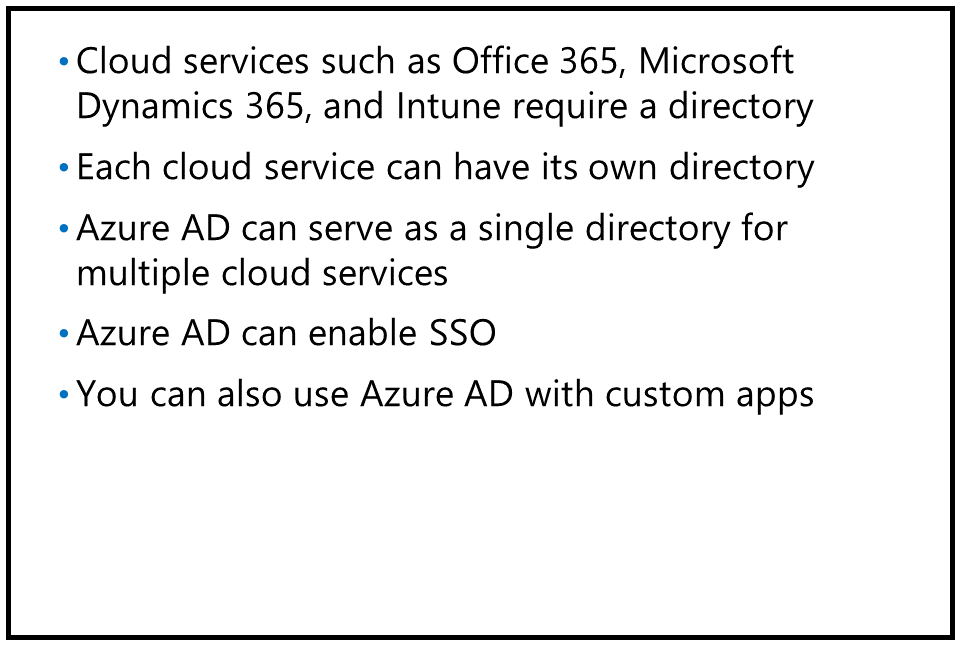 • Cloud services such as Office 365, Microsoft
Dynamics 365, and Intune require a directory
• Each cloud service can have its own directory
• Azure AD can serve as a single directory for
multiple cloud services
• Azure AD can enable SSO
• You can also use Azure AD with custom apps